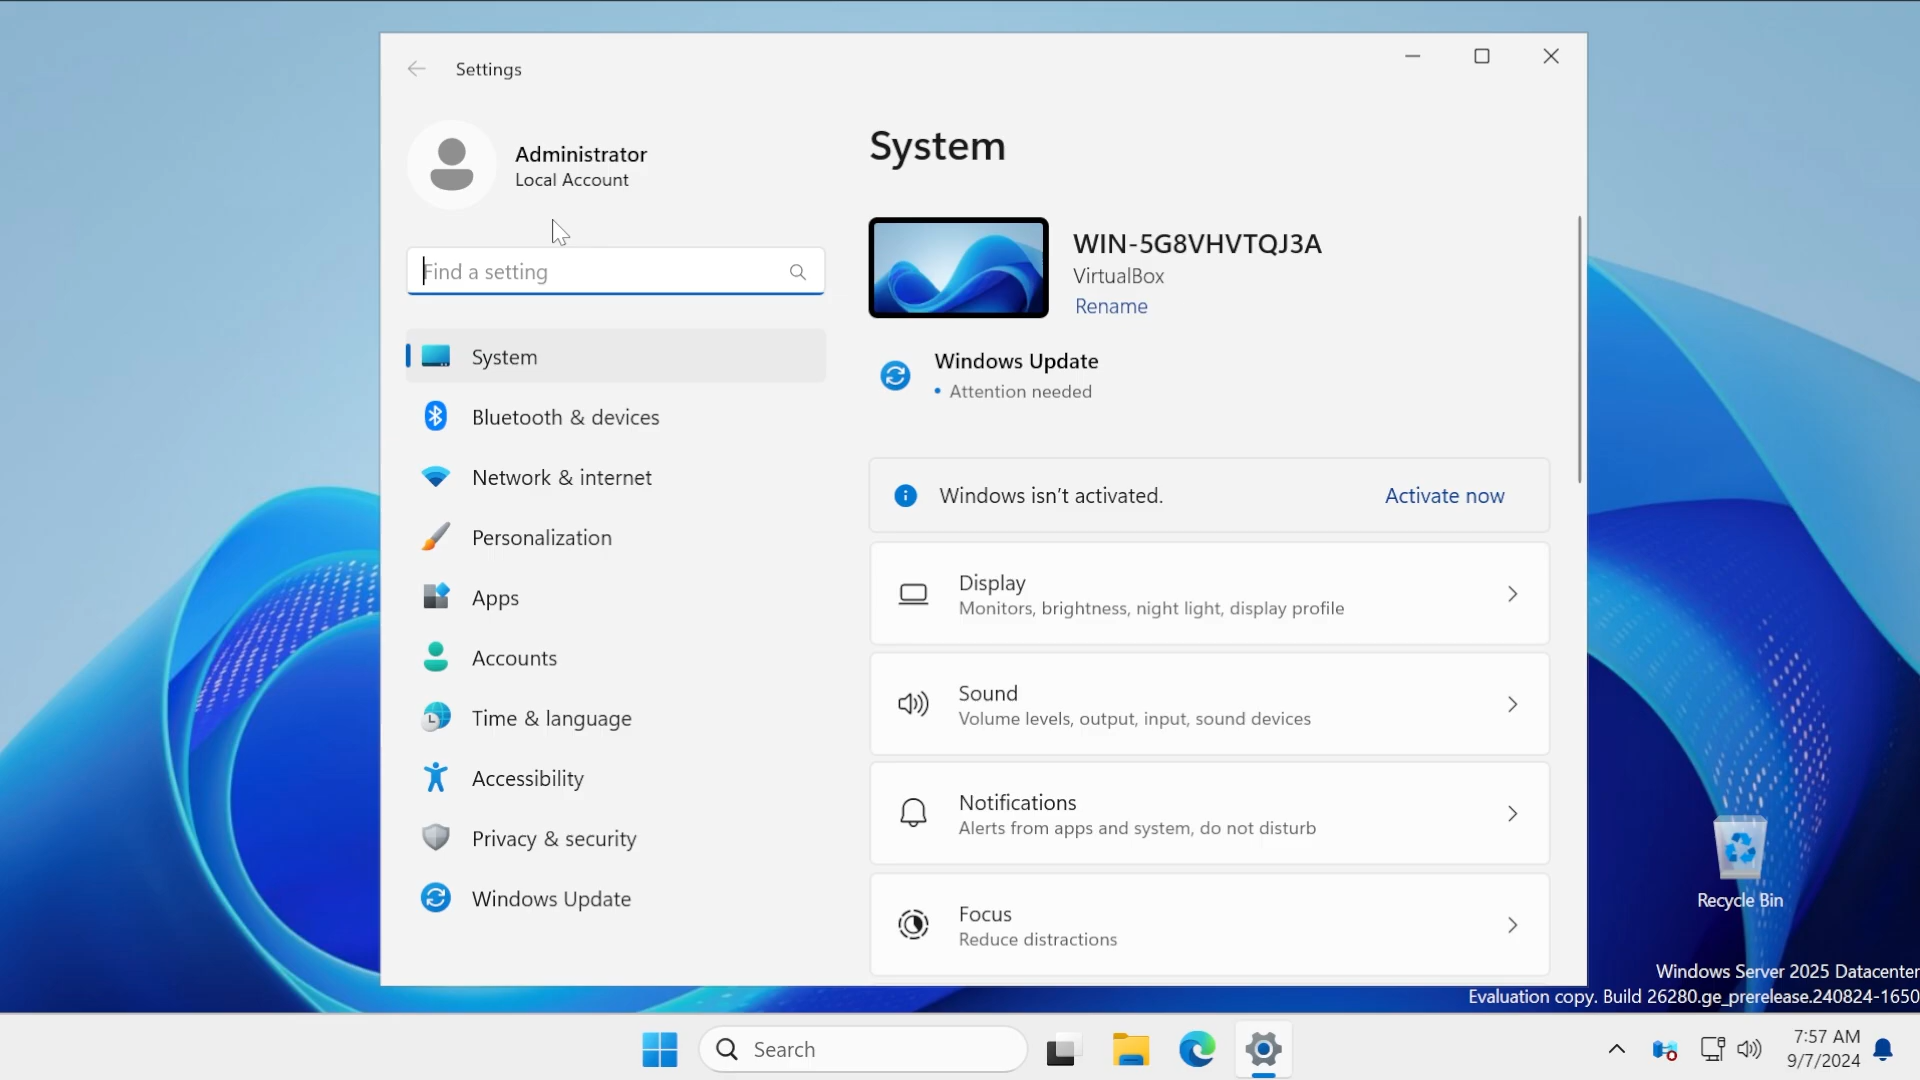 Settings
Administrator
Local Account
Find a setting
System
Bluetooth & devices
Network & internet
Personalization
Apps
Accounts
Time & language
Accessibility
Privacy & security
Windows Update
System
WIN-5G8VHVTQJ3A
VirtualBox
Rename
Windows Update
• Attention needed
Windows isn't activated.
Activate now
Display
Monitors, brightness, night light, display profile
Sound
Volume levels, output, input, sound devices
Notifications
Alerts from apps and system, do not disturb
Focus
Reduce distractions
Recycle Bin
Windows Server 2025 Datacenter
Evaluation copy. Build 26280.ge_prerelease.240824-1650
Search
7:57 AM
9/7/2024